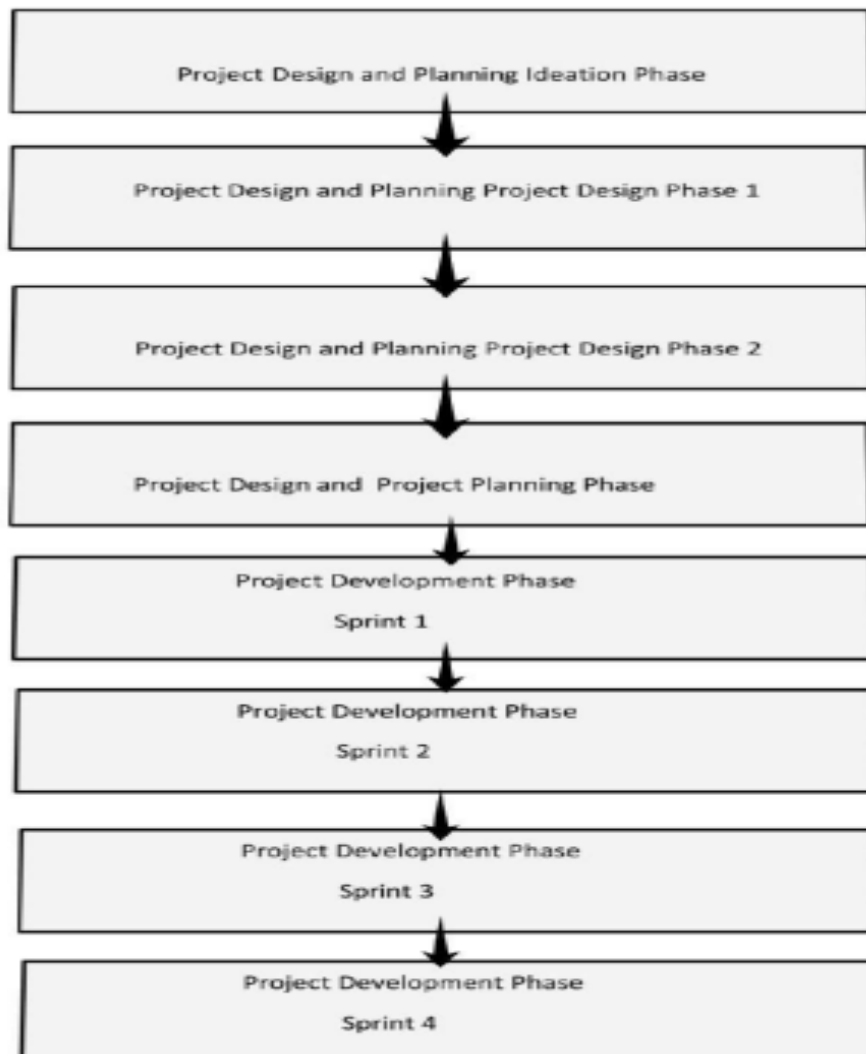 Project Design and Planning Ideation Phase
Project Design and Planning Project Design Phase 1
Project Design and Planning Project Design Phase 2
Project Design and Project Planning Phase
Project Development Phase
Sprint 1
Project Development Phase
Sprint 2
Project Development Phase
Sprint 3
Project Development Phase
Sprint 4